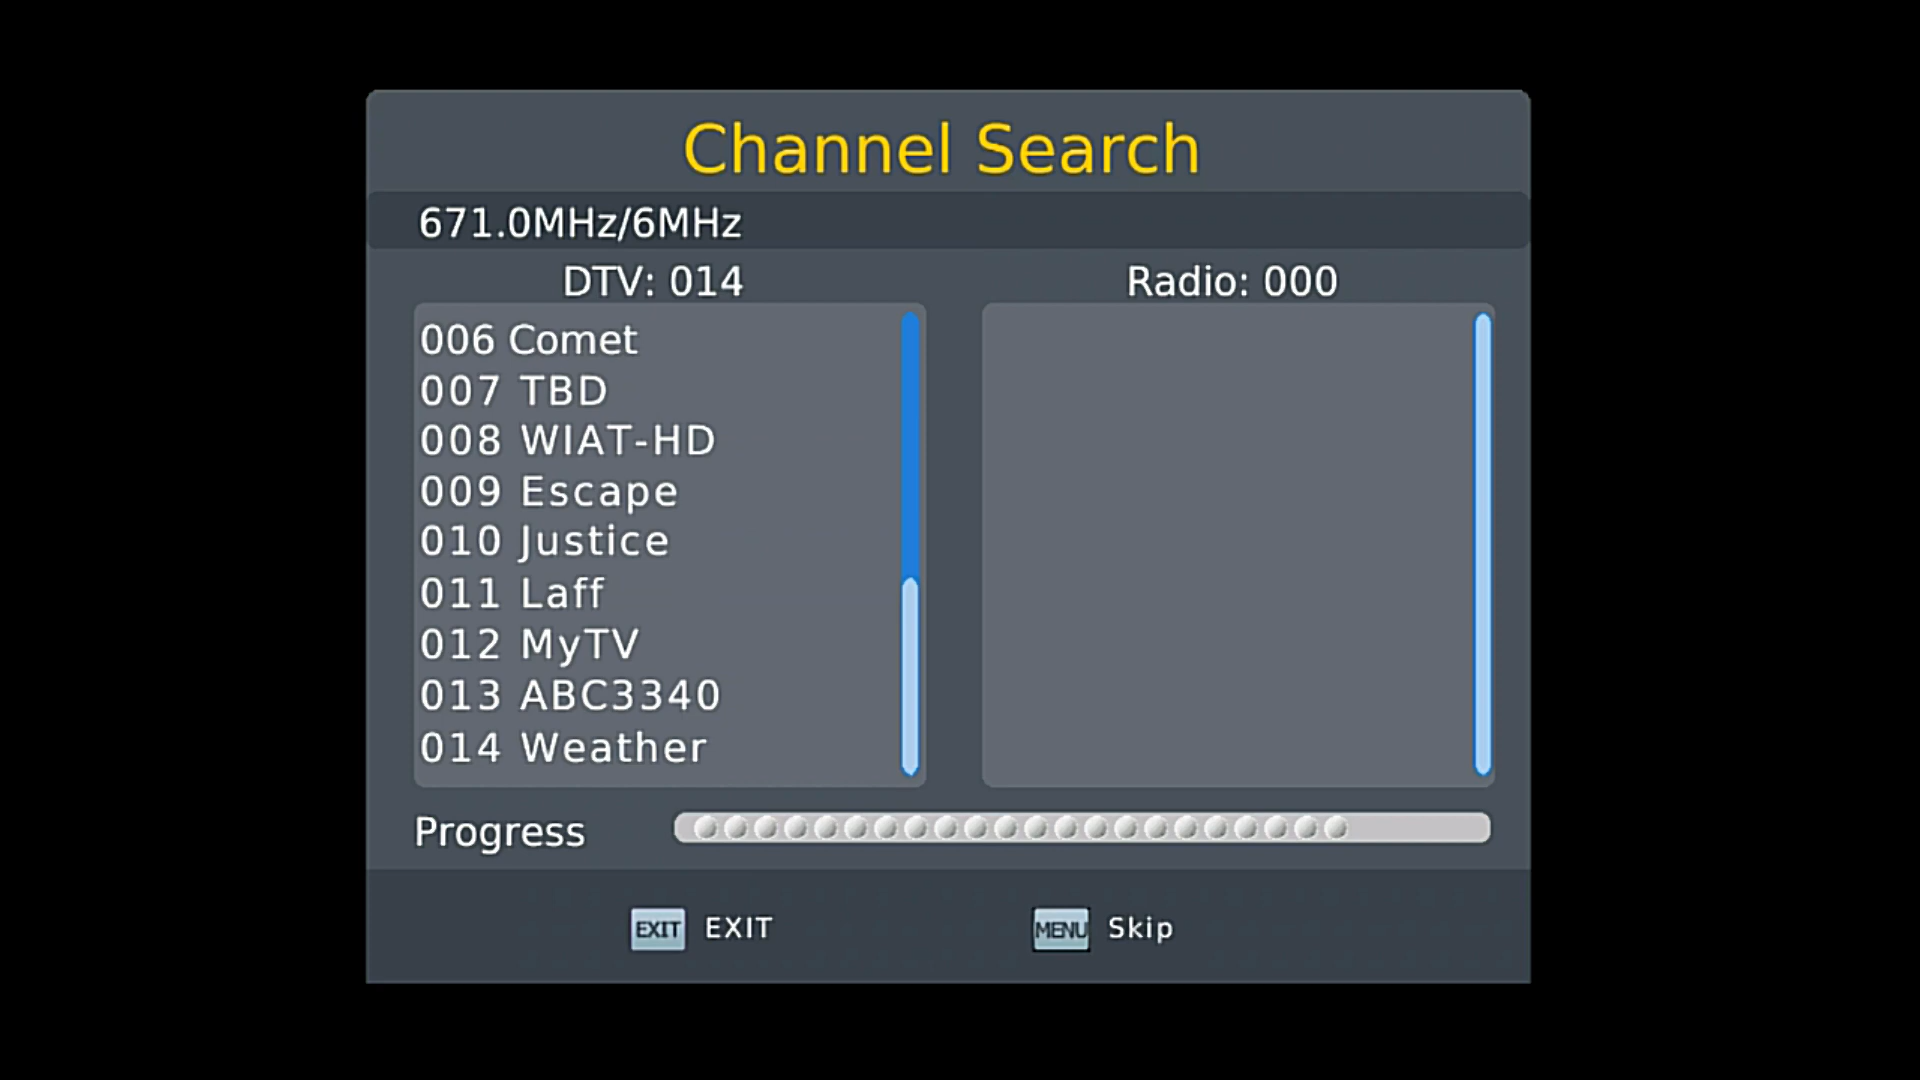 Channel Search
671.0MHz/6MHz
DTV: 014
Radio: 000
006 Comet
007 TBD
008 WIAT-HD
009 Escape
010 Justice
011 Laff
012 MyTV
013 ABC3340
014 Weather
Progress
EXIT EXIT
MENU Skip